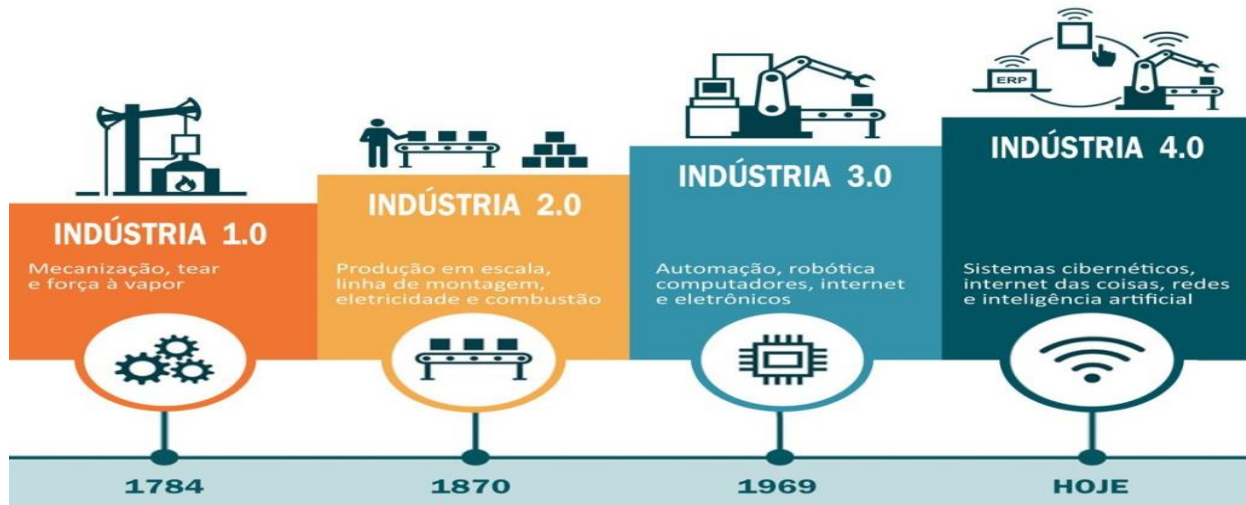 ERP
INDÚSTRIA 1.0
Mecanização, tear
e força à vapor
1784
INDÚSTRIA 2.0
Produção em escala,
linha de montagem,
eletricidade e combustão
1870
INDÚSTRIA 3.0
Automação, robótica
computadores, internet
e eletrônicos
1969
INDÚSTRIA 4.0
Sistemas cibernéticos,
internet das coisas, redes
e inteligência artificial
HOJE